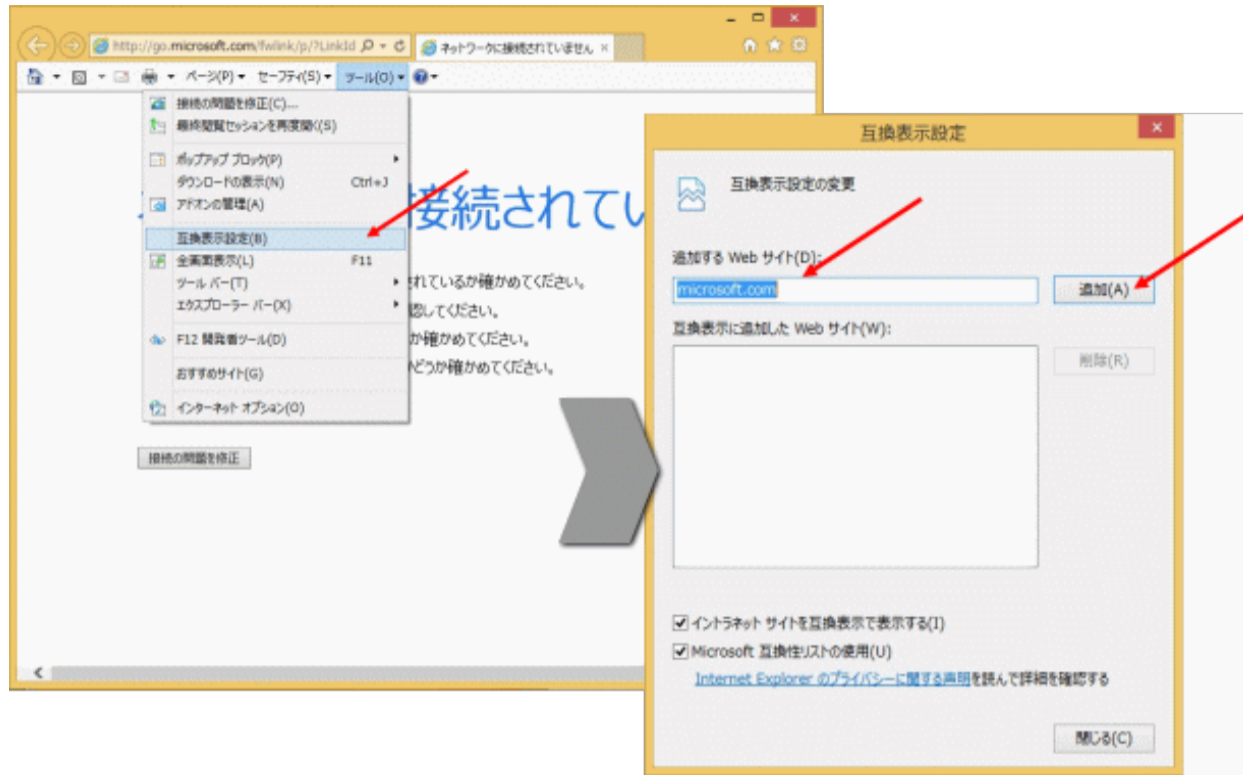 http://go.microsoft.com/fwlink/p/?LinkId
ネットワークに接続されていません
ページ(P)
セーフティ(S)
ツール(O)
接続の問題を修正(C)...
最終閲覧セッションを再度開く(S)
ポップアップ ブロック(P)
ダウンロードの表示(N) Ctrl+J
アドオンの管理(A)
互換表示設定(B)
全画面表示(L) F11
ツール バー(T)
エクスプローラー バー(X)
F12 開発者ツール(D)
おすすめサイト(G)
インターネット オプション(O)
接続されてい
されているか確かめてください。
認してください。
か確かめてください。
かどうか確かめてください。
接続の問題を修正
互換表示設定
互換表示設定の変更
追加する Web サイト(D):
microsoft.com
追加(A)
互換表示に追加した Web サイト(W):
削除(R)
イントラネット サイトを互換表示で表示する(I)
Microsoft 互換性リストの使用(U)
Internet Explorer のプライバシーに関する声明を読んで詳細を確認する
閉じる(C)